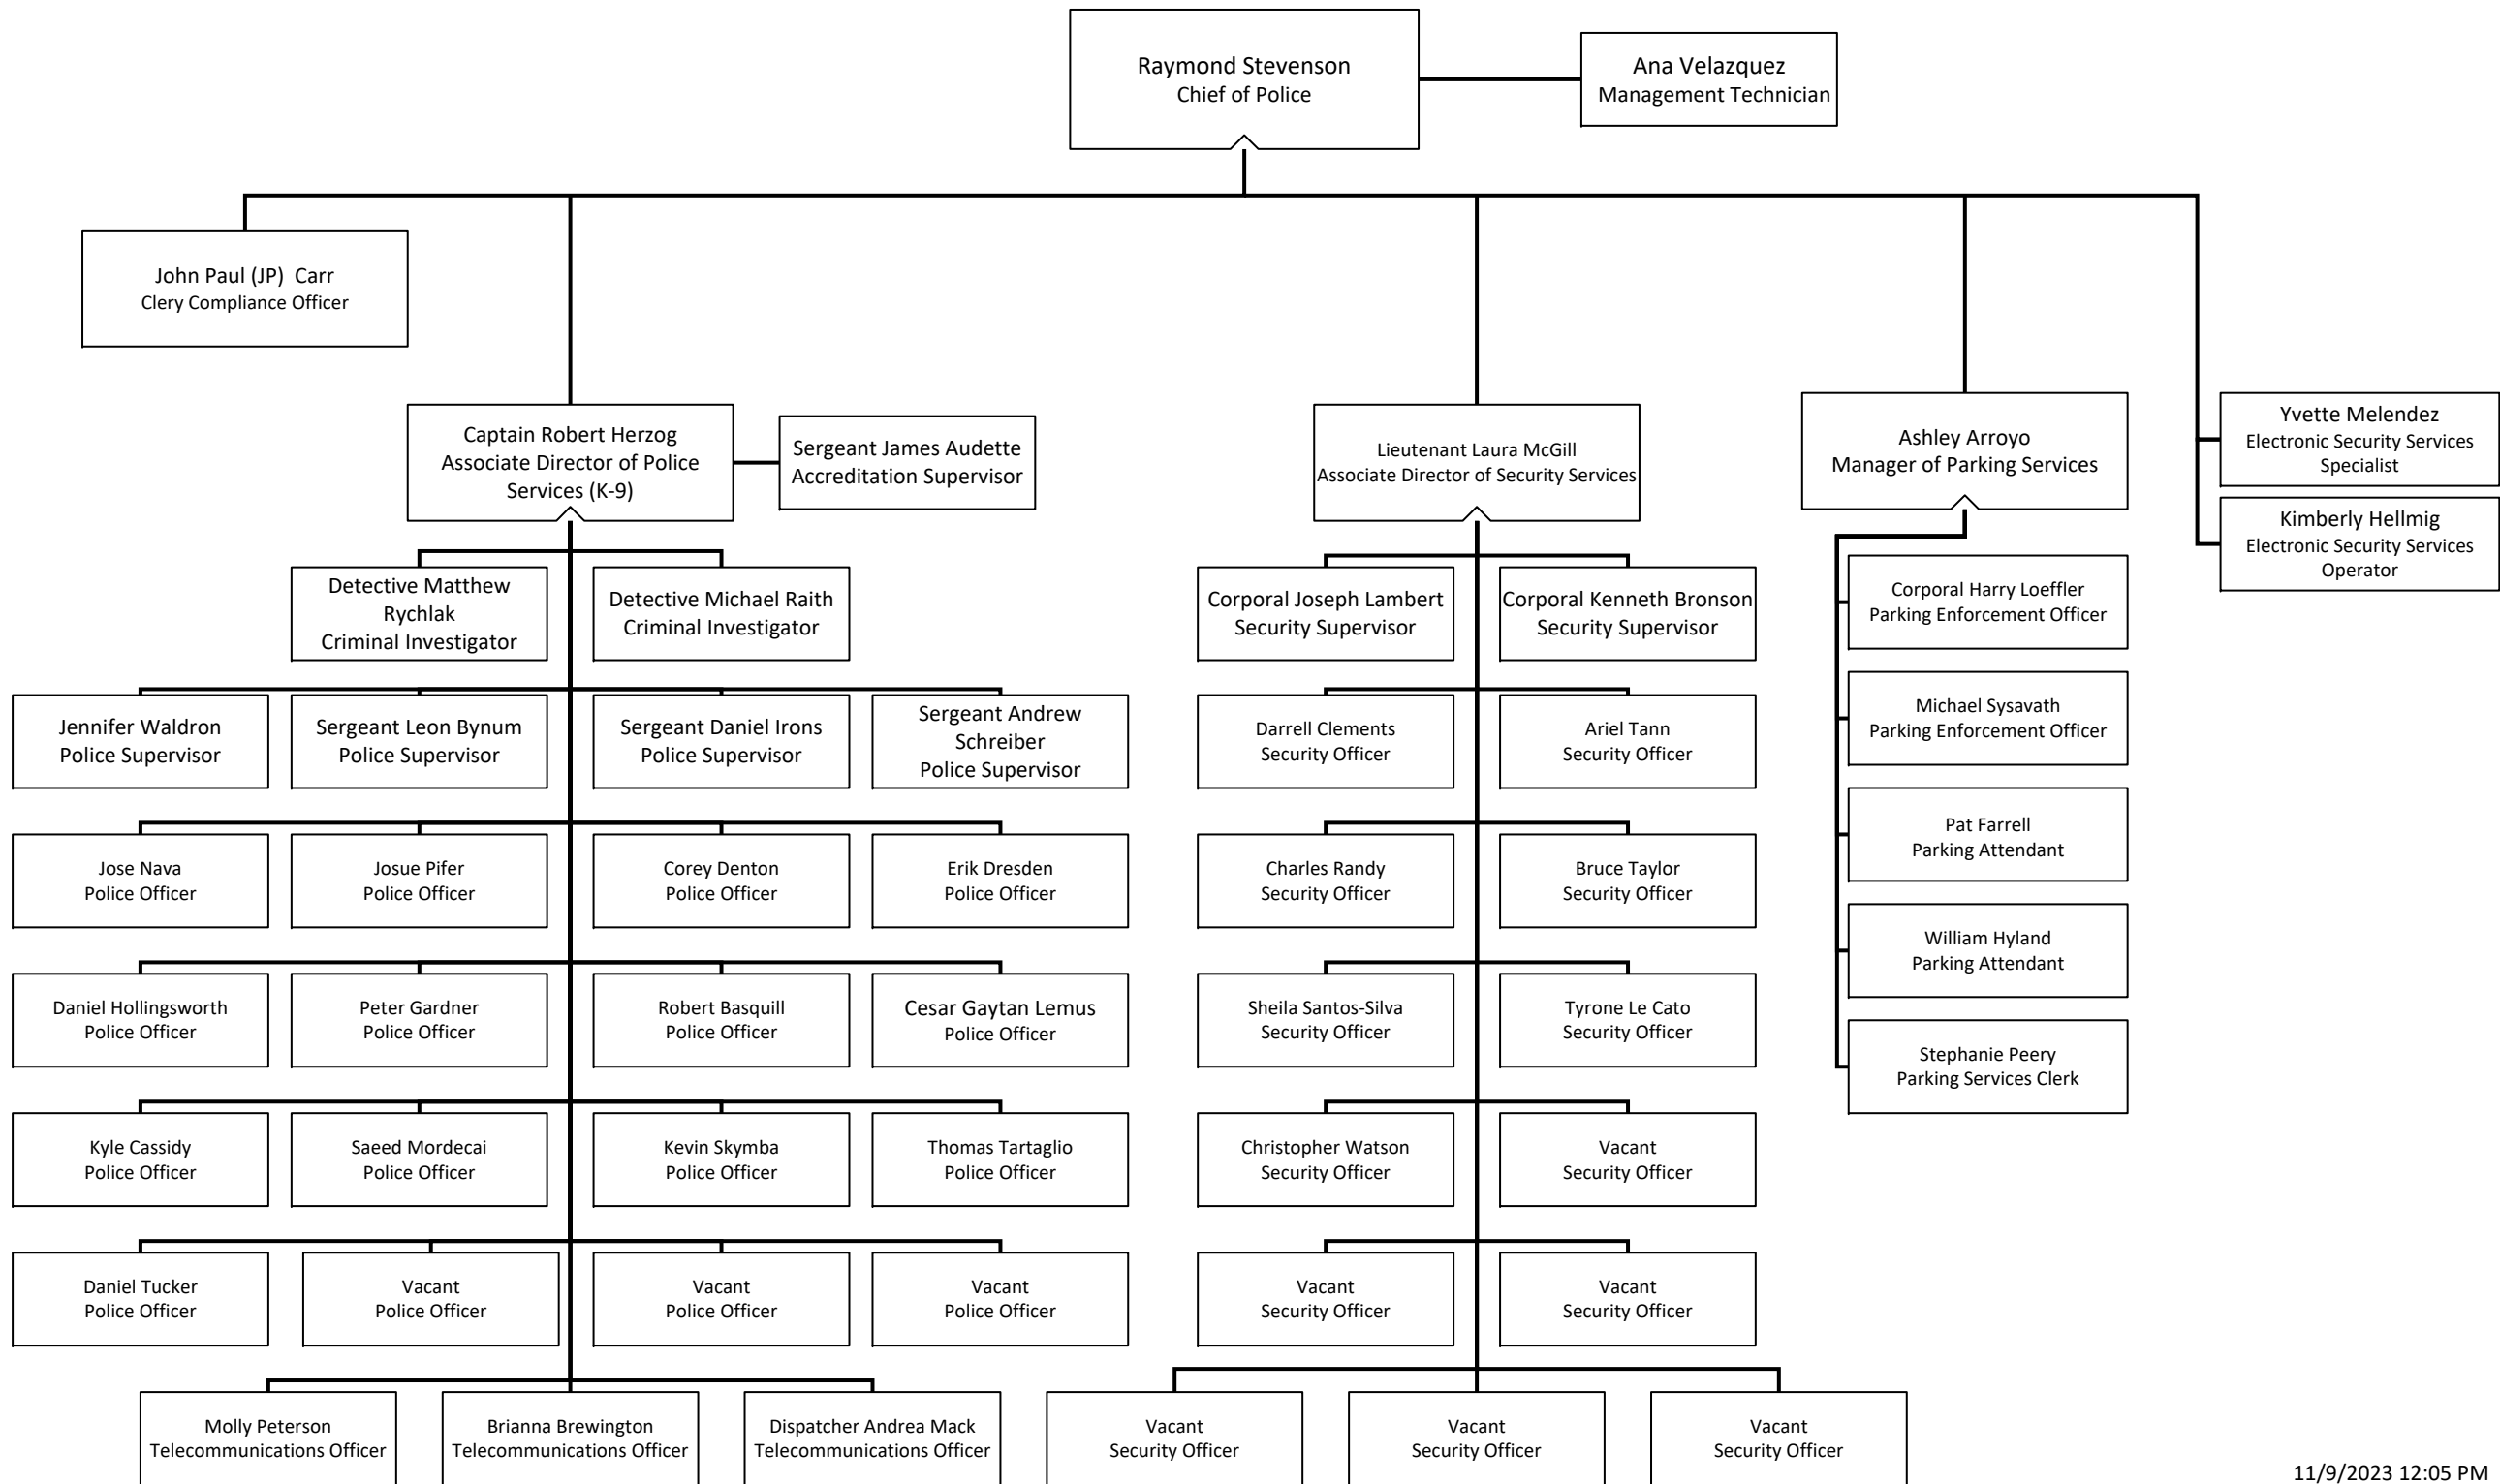 Raymond Stevenson
Chief of Police
Ana Velazquez
Management Technician
John Paul (JP)  Carr
Clery Compliance Officer
Captain Robert Herzog
Associate Director of Police
Services (K-9)
Sergeant James Audette
Accreditation Supervisor
Lieutenant Laura McGill
Associate Director of Security Services
Ashley Arroyo
Manager of Parking Services
Yvette Melendez
Electronic Security Services
Specialist
Kimberly Hellmig
Electronic Security Services
Operator
Detective Matthew
Rychlak
Criminal Investigator
Detective Michael Raith
Criminal Investigator
Corporal Joseph Lambert
Security Supervisor
Corporal Kenneth Bronson
Security Supervisor
Corporal Harry Loeffler
Parking Enforcement Officer
Jennifer Waldron
Police Supervisor
Sergeant Leon Bynum
Police Supervisor
Sergeant Daniel Irons
Police Supervisor
Sergeant Andrew
Schreiber
Police Supervisor
Darrell Clements
Security Officer
Ariel Tann
Security Officer
Michael Sysavath
Parking Enforcement Officer
Jose Nava
Police Officer
Josue Pifer
Police Officer
Corey Denton
Police Officer
Erik Dresden
Police Officer
Charles Randy
Security Officer
Bruce Taylor
Security Officer
Pat Farrell
Parking Attendant
William Hyland
Parking Attendant
Daniel Hollingsworth
Police Officer
Peter Gardner
Police Officer
Robert Basquill
Police Officer
Cesar Gaytan Lemus
Police Officer
Sheila Santos-Silva
Security Officer
Tyrone Le Cato
Security Officer
Stephanie Peery
Parking Services Clerk
Kyle Cassidy
Police Officer
Saeed Mordecai
Police Officer
Kevin Skymba
Police Officer
Thomas Tartaglio
Police Officer
Christopher Watson
Security Officer
Vacant
Security Officer
Daniel Tucker
Police Officer
Vacant
Police Officer
Vacant
Police Officer
Vacant
Police Officer
Vacant
Security Officer
Vacant
Security Officer
Molly Peterson
Telecommunications Officer
Brianna Brewington
Telecommunications Officer
Dispatcher Andrea Mack
Telecommunications Officer
Vacant
Security Officer
Vacant
Security Officer
Vacant
Security Officer
11/9/2023 12:05 PM